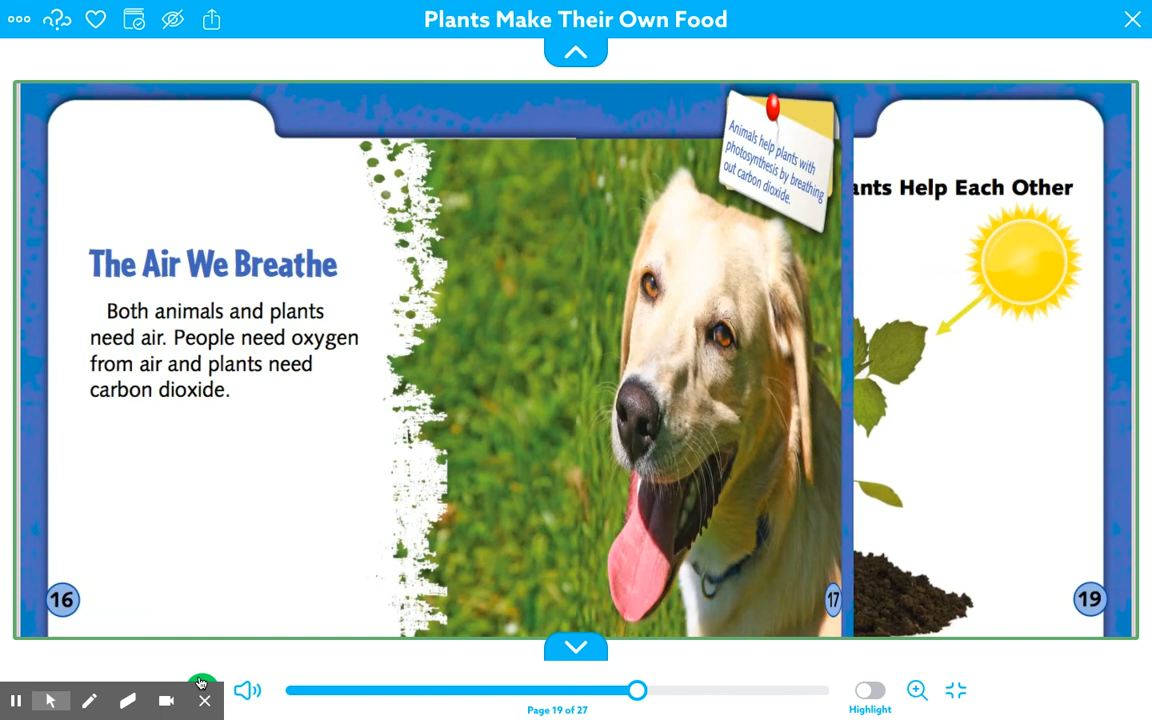 Plants Make Their Own Food
Animals help plants with
photosynthesis by breathing
out carbon dioxide.
ants Help Each Other
The Air We Breathe
Both animals and plants
need air. People need oxygen
from air and plants need
carbon dioxide.
16
17
19
Page 19 of 27
Highlight